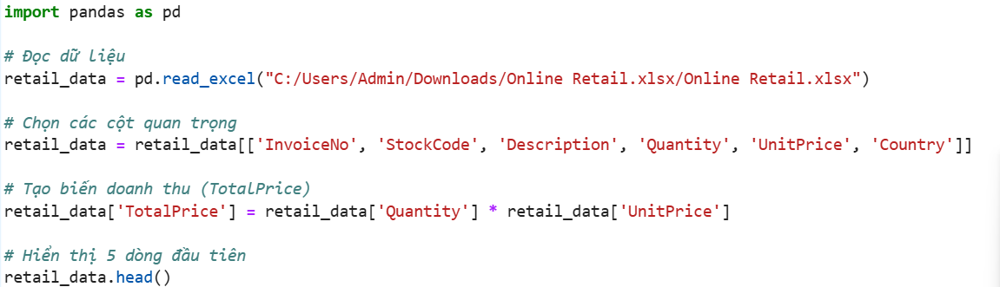 import pandas as pd
# Đọc dữ liệu
retail_data = pd.read_excel("C:/Users/Admin/Downloads/Online Retail.xlsx/Online Retail.xlsx")
# Chọn các cột quan trọng
retail_data = retail_data[['InvoiceNo', 'StockCode', 'Description', 'Quantity', 'UnitPrice', 'Country']]
# Tạo biến doanh thu (TotalPrice)
retail_data['TotalPrice'] = retail_data['Quantity'] * retail_data['UnitPrice']
# Hiển thị 5 dòng đầu tiên
retail_data.head()